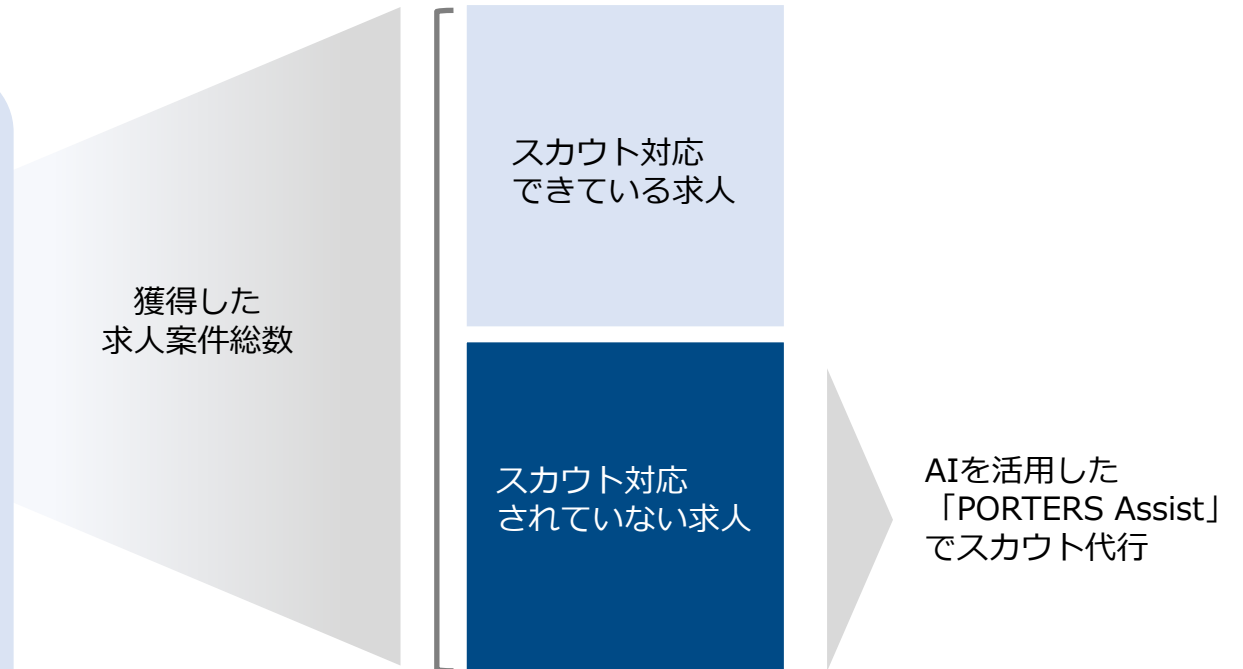 獲得した
求人案件総数
スカウト対応
できている求人
スカウト対応
されていない求人
AIを活用した
「PORTERS Assist」
でスカウト代行